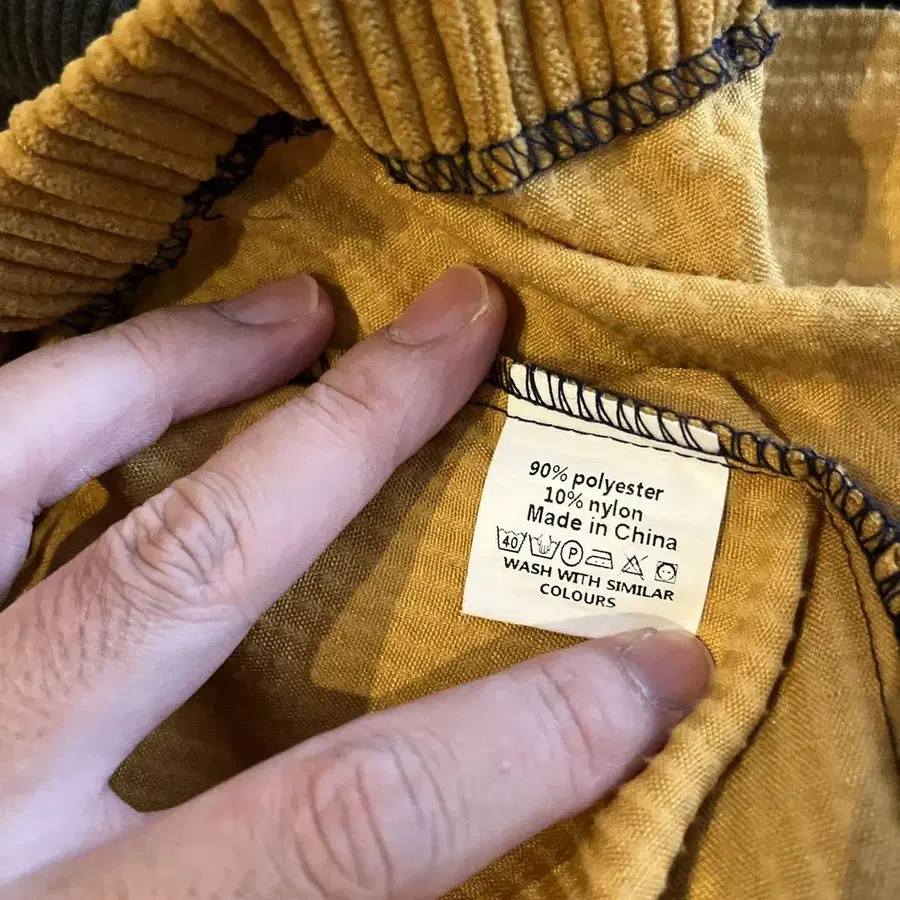 90% polyester
10% nylon
Made in China
40 P
WASH WITH SIMILAR
COLOURS